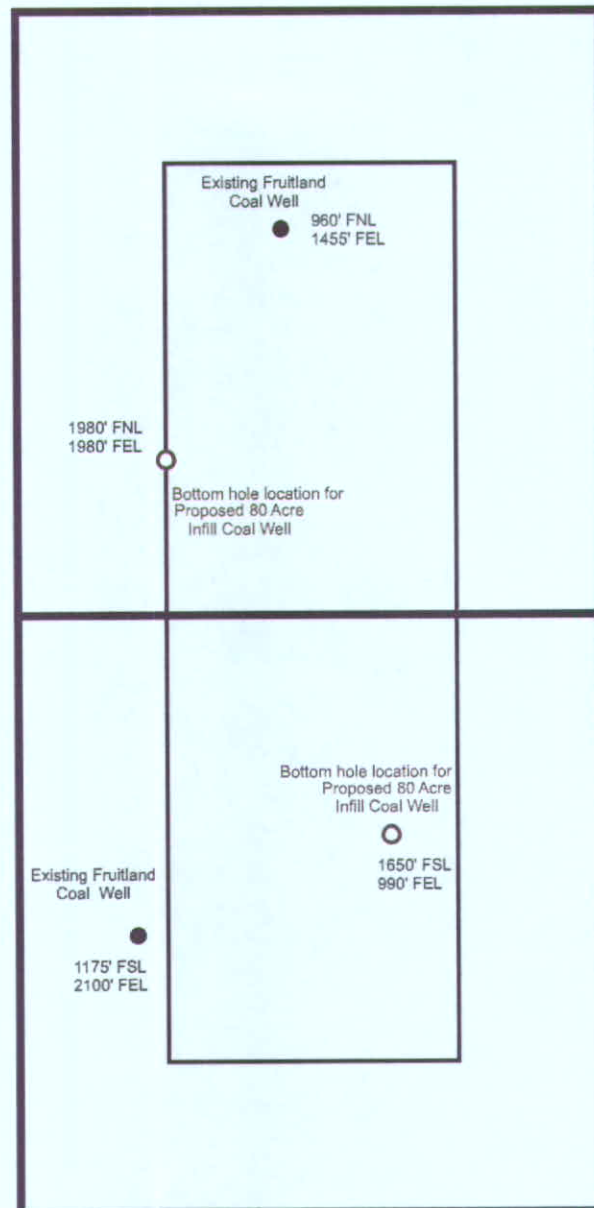 Existing Fruitland
Coal Well
960' FNL
1455' FEL
1980' FNL
1980' FEL
Bottom hole location for
Proposed 80 Acre
Infill Coal Well
Bottom hole location for
Proposed 80 Acre
Infill Coal Well
1650' FSL
990' FEL
Existing Fruitland
Coal Well
1175' FSL
2100' FEL